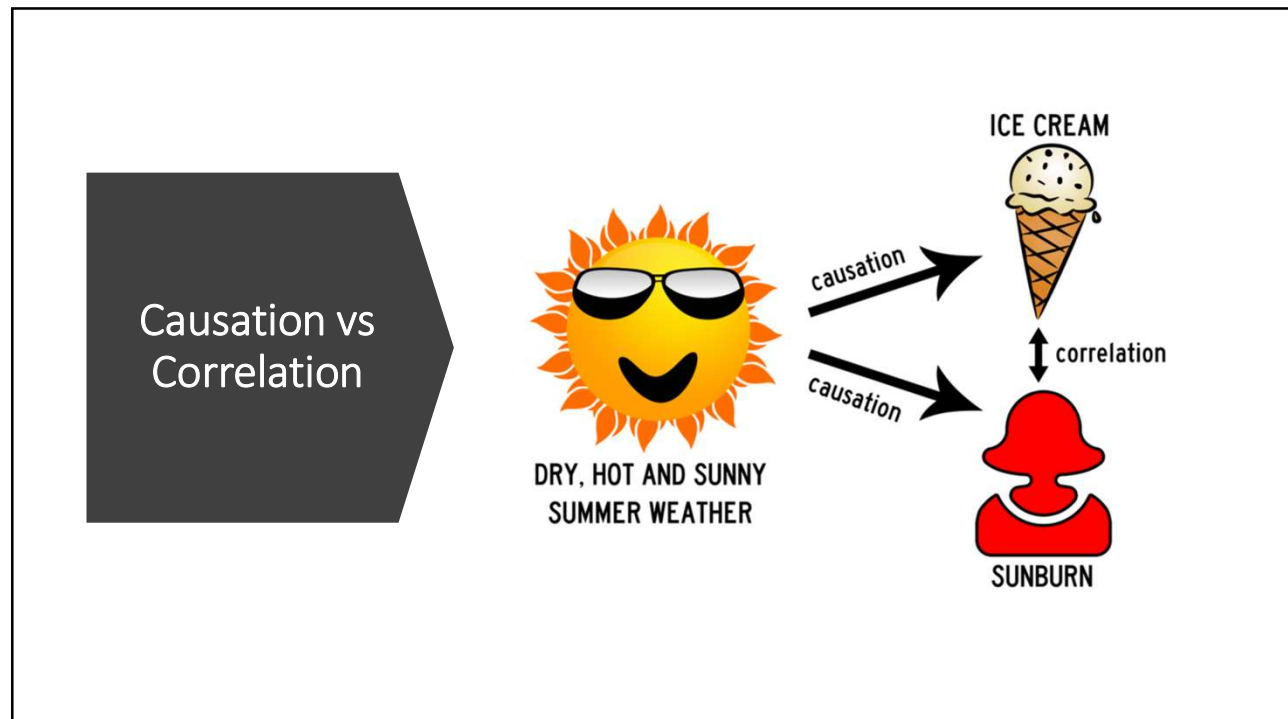 Causation vs
Correlation
ICE CREAM
causation
correlation
causation
DRY, HOT AND SUNNY
SUMMER WEATHER
SUNBURN